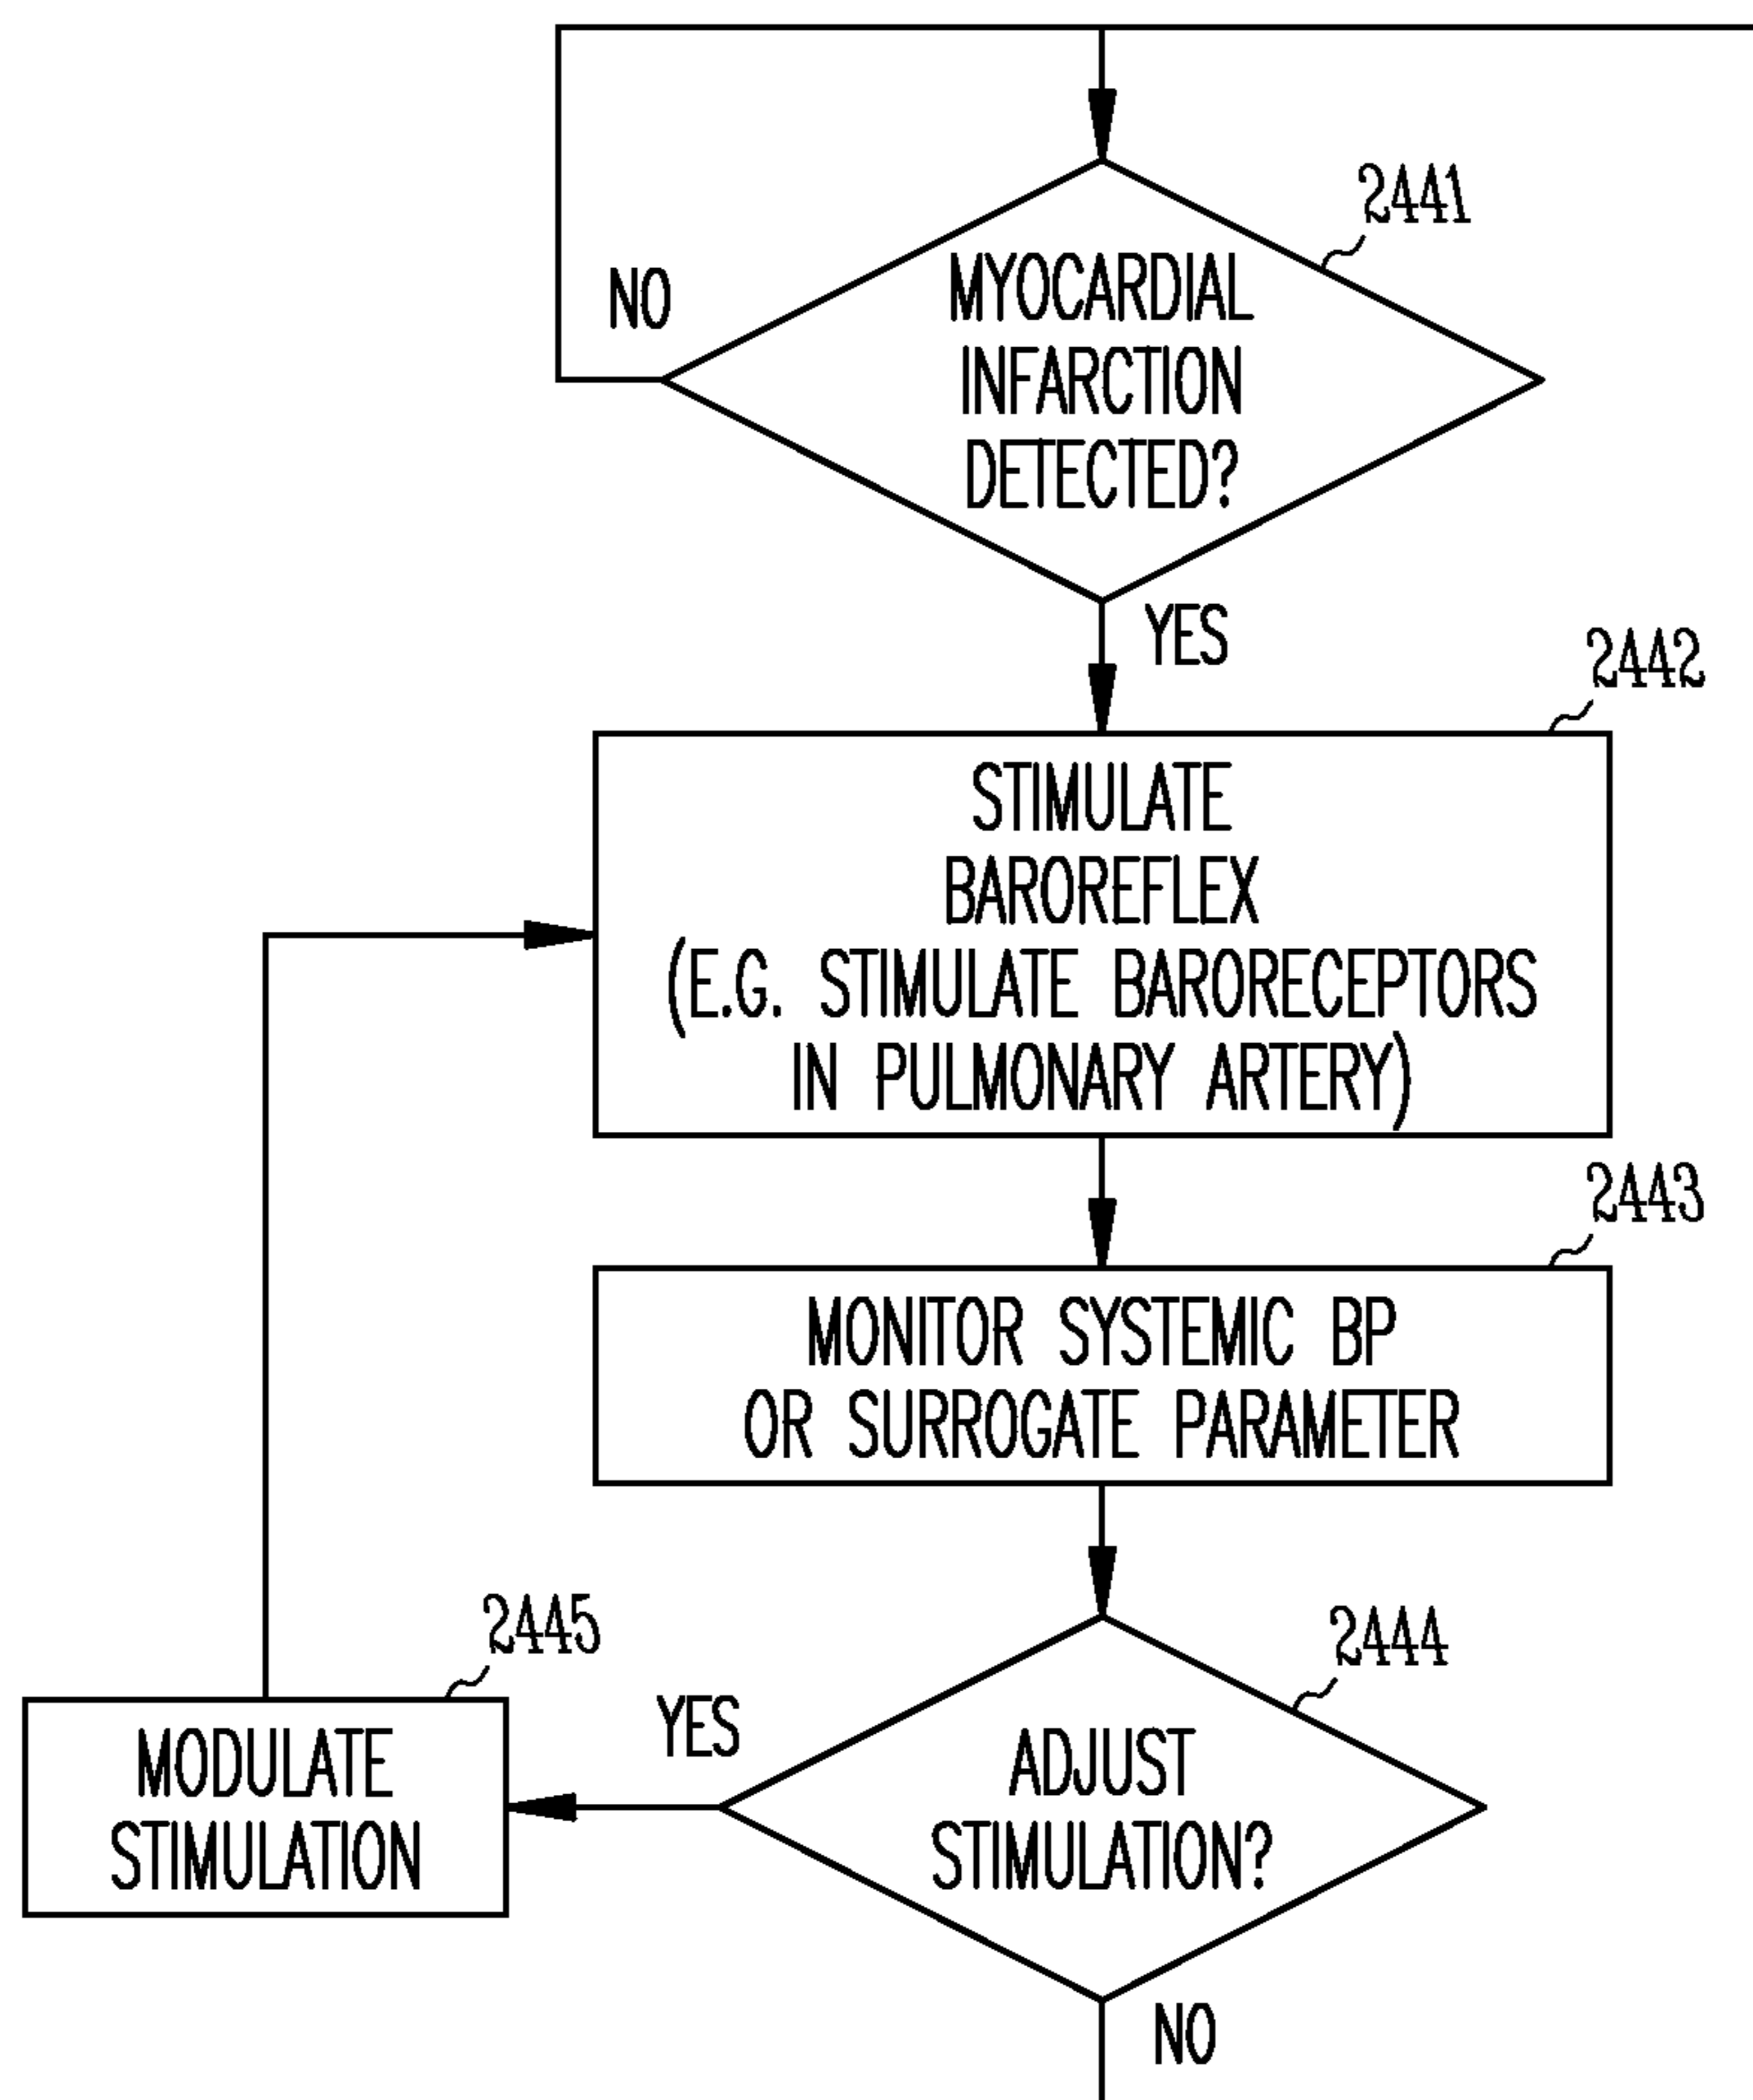 2441
MYOCARDIAL
INFARCTION
DETECTED?
NO
YES
2442
STIMULATE
BAROREFLEX
(E.G. STIMULATE BARORECEPTORS
IN PULMONARY ARTERY)
2443
MONITOR SYSTEMIC BP
OR SURROGATE PARAMETER
2444
ADJUST
STIMULATION?
YES
2445
MODULATE
STIMULATION
NO